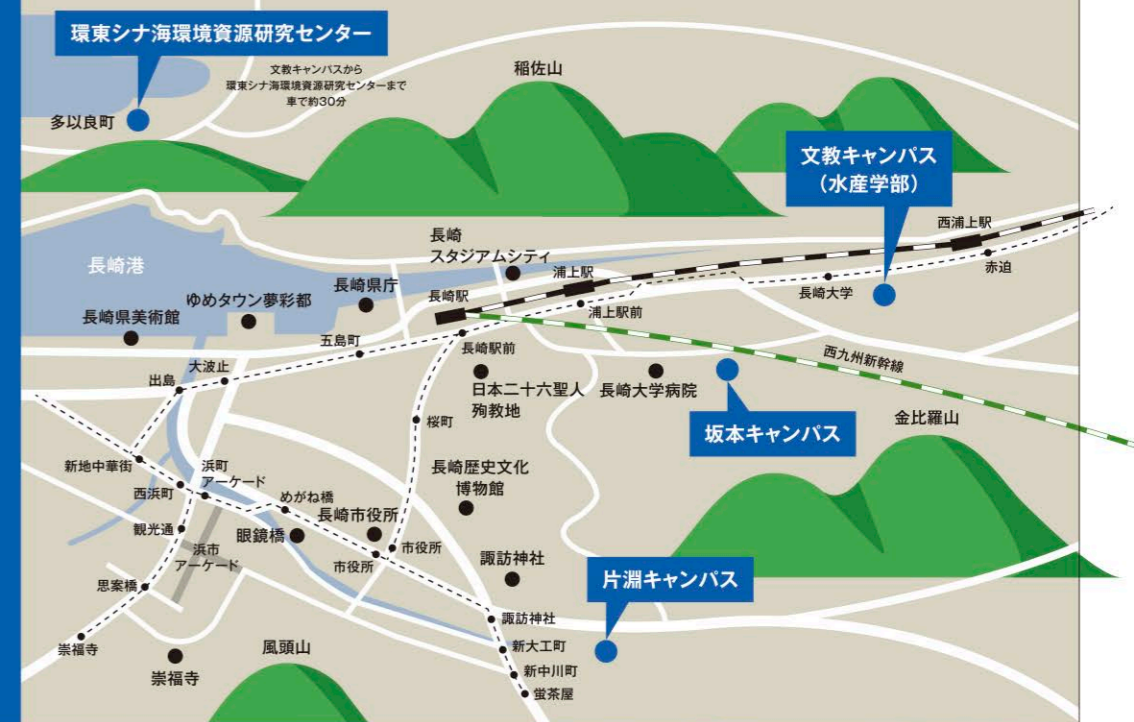 環東シナ海環境資源研究センター
文教キャンパスから
環東シナ海環境資源研究センターまで
車で約30分
多以良町
稲佐山
文教キャンパス
（水産学部）
西浦上駅
赤迫
長崎大学
長崎港
長崎
スタジアムシティ
浦上駅
浦上駅前
長崎駅
長崎県庁
ゆめタウン夢彩都
長崎県美術館
五島町
長崎駅前
大波止
出島
日本二十六聖人
殉教地
長崎大学病院
西九州新幹線
坂本キャンパス
金比羅山
桜町
新地中華街
浜町
アーケード
西浜町
めがね橋
長崎歴史文化
博物館
観光通
眼鏡橋
長崎市役所
浜市
アーケード
市役所
市役所
諏訪神社
片淵キャンパス
思案橋
諏訪神社
崇福寺
崇福寺
風頭山
新大工町
新中川町
蛍茶屋